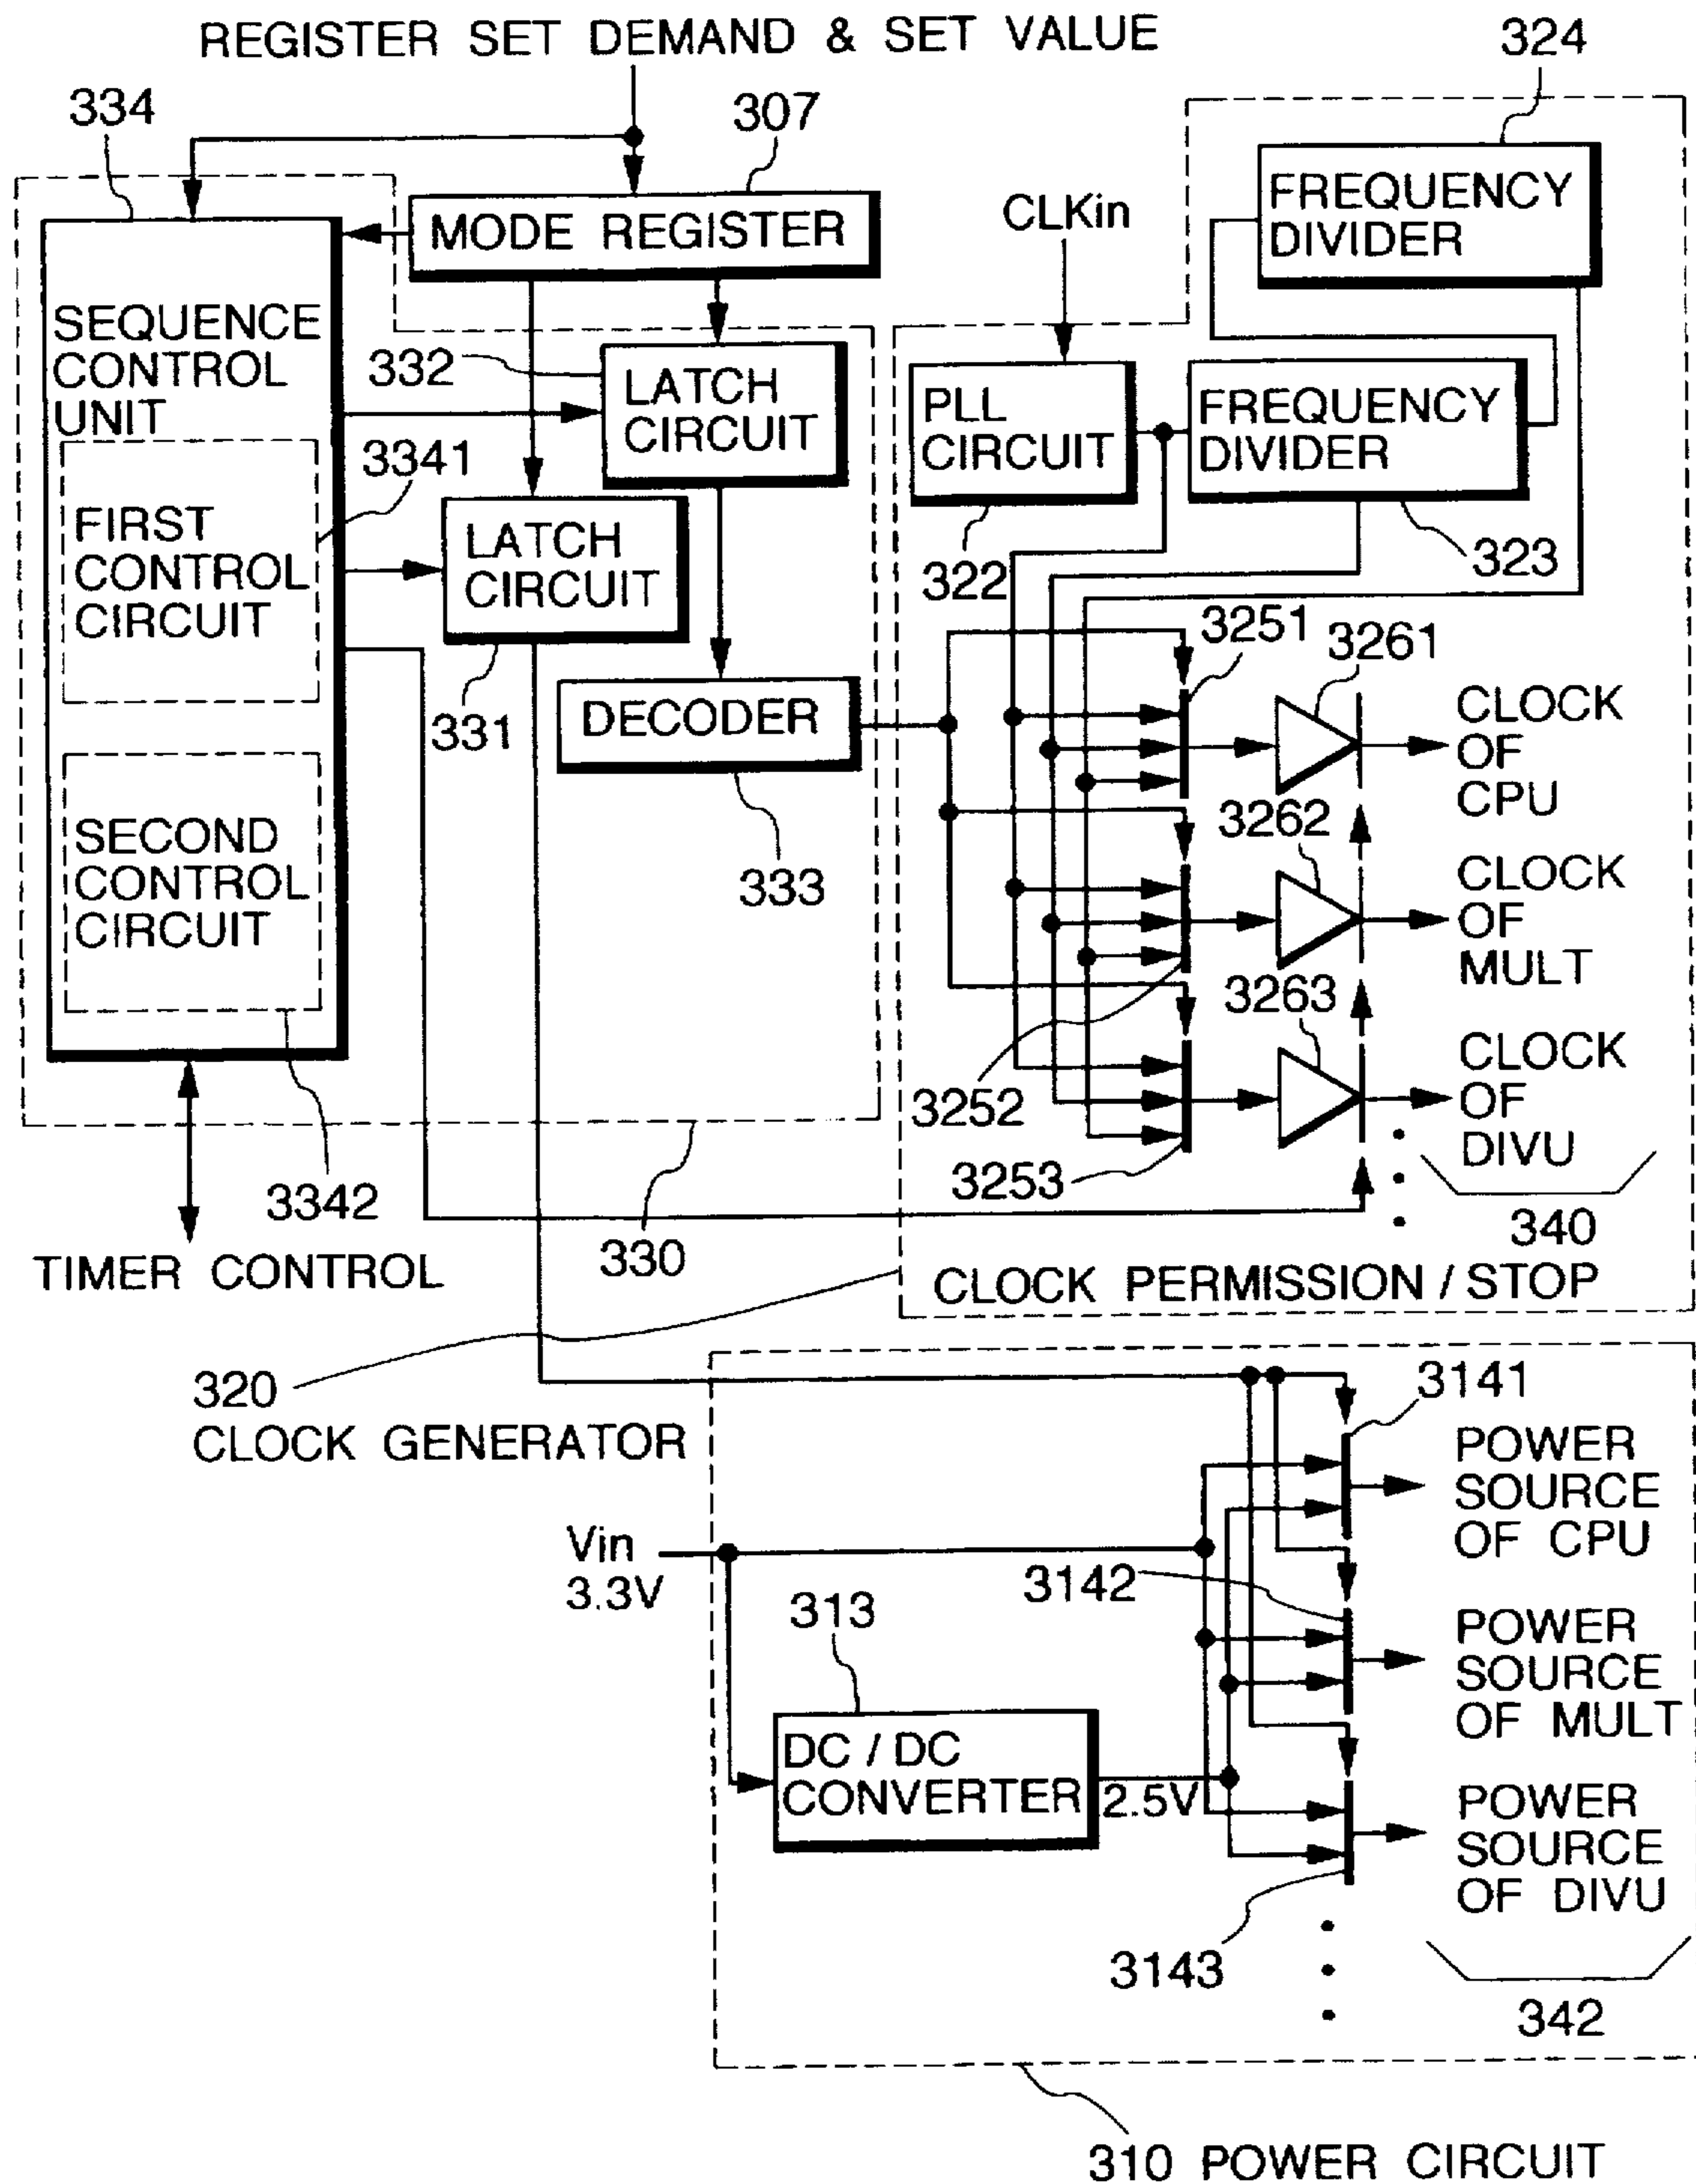 REGISTER SET DEMAND & SET VALUE
324
334
307
FREQUENCY
DIVIDER
CLKin
MODE REGISTER
SEQUENCE
CONTROL
UNIT
332
LATCH
CIRCUIT
PLL
CIRCUIT
FREQUENCY
DIVIDER
3341
FIRST
CONTROL
CIRCUIT
LATCH
CIRCUIT
322
323
3251
3261
331
DECODER
CLOCK
OF
CPU
SECOND
CONTROL
CIRCUIT
333
3262
CLOCK
OF
MULT
3263
3252
CLOCK
OF
DIVU
3253
3342
330
340
TIMER CONTROL
CLOCK PERMISSION / STOP
320
CLOCK GENERATOR
3141
POWER
SOURCE
OF CPU
Vin
3.3V
3142
313
POWER
SOURCE
OF MULT
DC / DC
CONVERTER
2.5V
POWER
SOURCE
OF DIVU
3143
342
310 POWER CIRCUIT